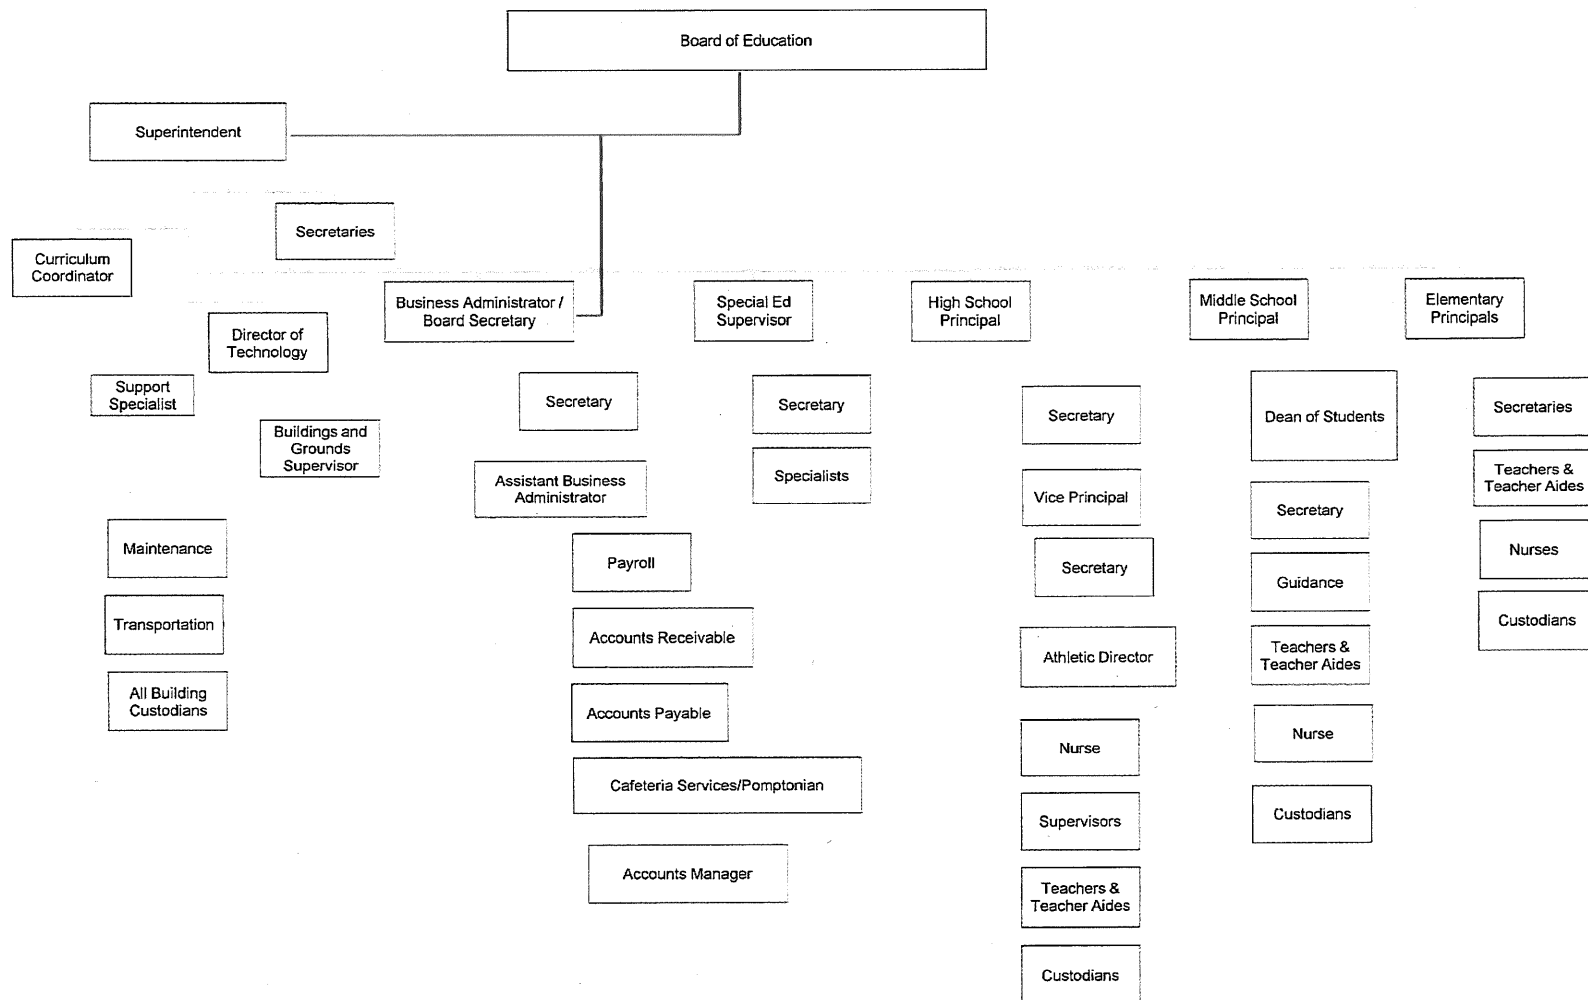 Board of Education
Superintendent
Secretaries
Curriculum
Coordinator
Business Administrator /
Board Secretary
Special Ed
Supervisor
High School
Principal
Middle School
Principal
Elementary
Principals
Director of
Technology
Support
Specialist
Buildings and
Grounds
Supervisor
Maintenance
Transportation
All Building
Custodians
Secretary
Assistant Business
Administrator
Payroll
Accounts Receivable
Accounts Payable
Cafeteria Services/Pomptonian
Accounts Manager
Secretary
Specialists
Secretary
Vice Principal
Secretary
Athletic Director
Nurse
Supervisors
Teachers &
Teacher Aides
Custodians
Dean of Students
Secretary
Guidance
Teachers &
Teacher Aides
Nurse
Custodians
Secretaries
Teachers &
Teacher Aides
Nurses
Custodians